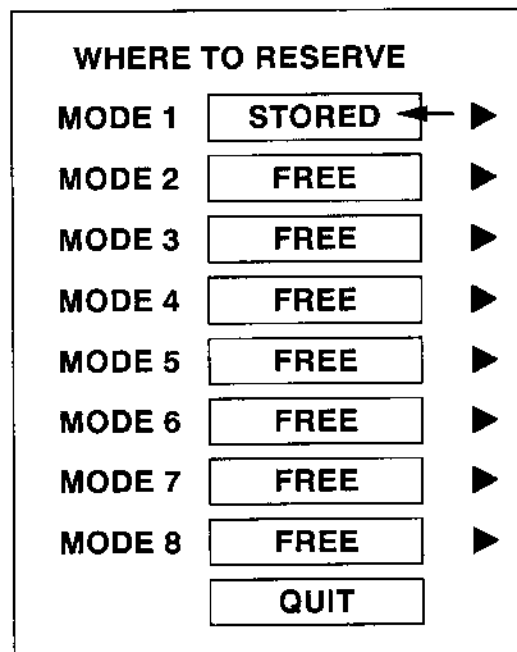 WHERE TO RESERVE
MODE 1 STORED
MODE 2 FREE
MODE 3 FREE
MODE 4 FREE
MODE 5 FREE
MODE 6 FREE
MODE 7 FREE
MODE 8 FREE
QUIT